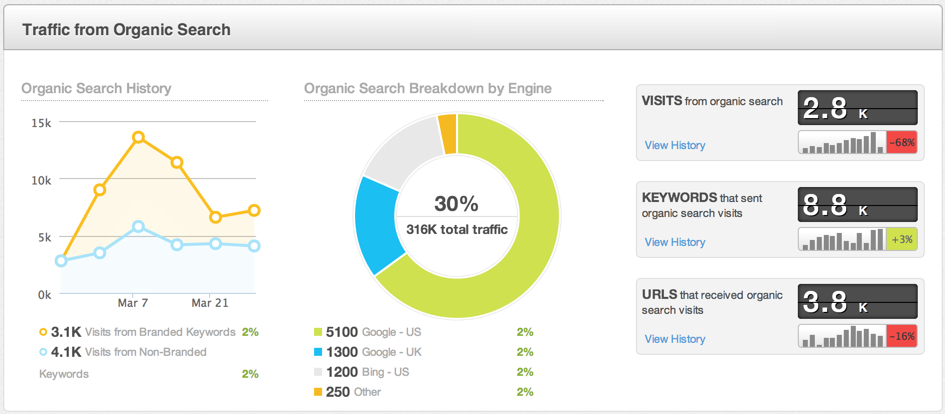 Traffic from Organic Search
Organic Search History
15k
10k
5k
0k
Mar 7
Mar 21
3.1K Visits from Branded Keywords 2%
4.1K Visits from Non-Branded
Keywords 2%
Organic Search Breakdown by Engine
30%
316K total traffic
5100 Google - US 2%
1300 Google - UK 2%
1200 Bing - US 2%
250 Other 2%
VISITS from organic search
2.8 K
View History
-68%
KEYWORDS that sent
organic search visits
8.8 K
View History
+3%
URLS that received organic
search visits
3.8 K
View History
-16%